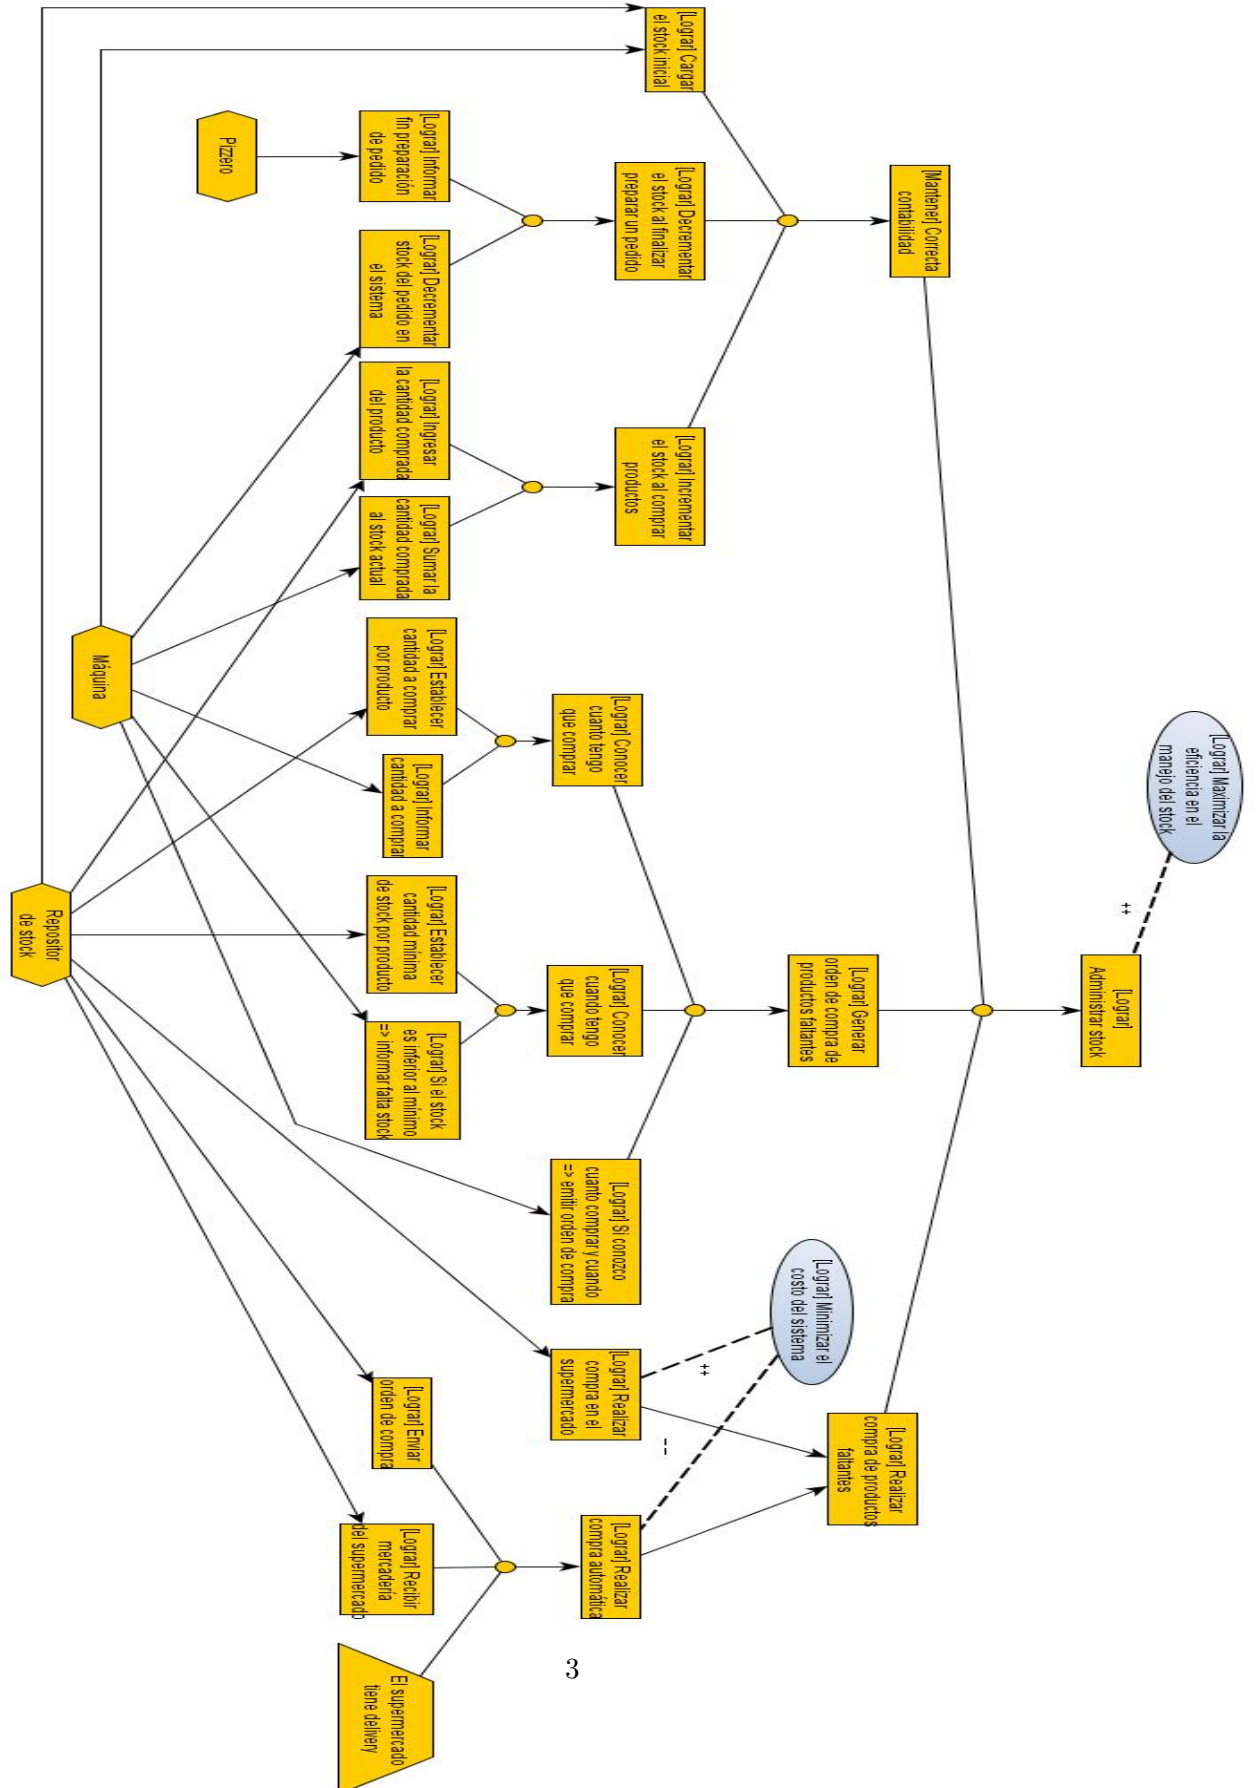 [Lograr] Maximizar la
eficiencia en el
manejo del stock
++
[Lograr]
Administrar stock
[Mantener] Correcta
contabilidad
[Lograr] Generar
orden de compra de
productos faltantes
[Lograr] Realizar
compra de productos
faltantes
[Lograr] Minimizar el
costo del sistema
++
--
[Lograr] Cargar
el stock inicial
[Lograr] Decrementar
el stock al finalizar
preparar un pedido
[Lograr] Incrementar
el stock al comprar
productos
[Lograr] Conocer
cuanto tengo
que comprar
[Lograr] Conocer
cuando tengo
que comprar
[Lograr] Si conozco
cuanto comprar y cuando
=> emitir orden de compra
[Lograr] Realizar
compra en el
supermercado
[Lograr] Realizar
compra automática
[Lograr] Informar
fin preparación
de pedido
[Lograr] Decrementar
stock del pedido en
el sistema
[Lograr] Ingresar
la cantidad comprada
del producto
[Lograr] Sumar la
cantidad comprada
al stock actual
[Lograr] Establecer
cantidad a comprar
por producto
[Lograr] Informar
cantidad a comprar
[Lograr] Establecer
cantidad mínima
de stock por producto
[Lograr] Si el stock
es inferior al mínimo
=> informar falta stock
[Lograr] Enviar
orden de compra
[Lograr] Recibir
mercadería
del supermercado
El supermercado
tiene delivery
Pizzero
Máquina
Repositor
de stock
3